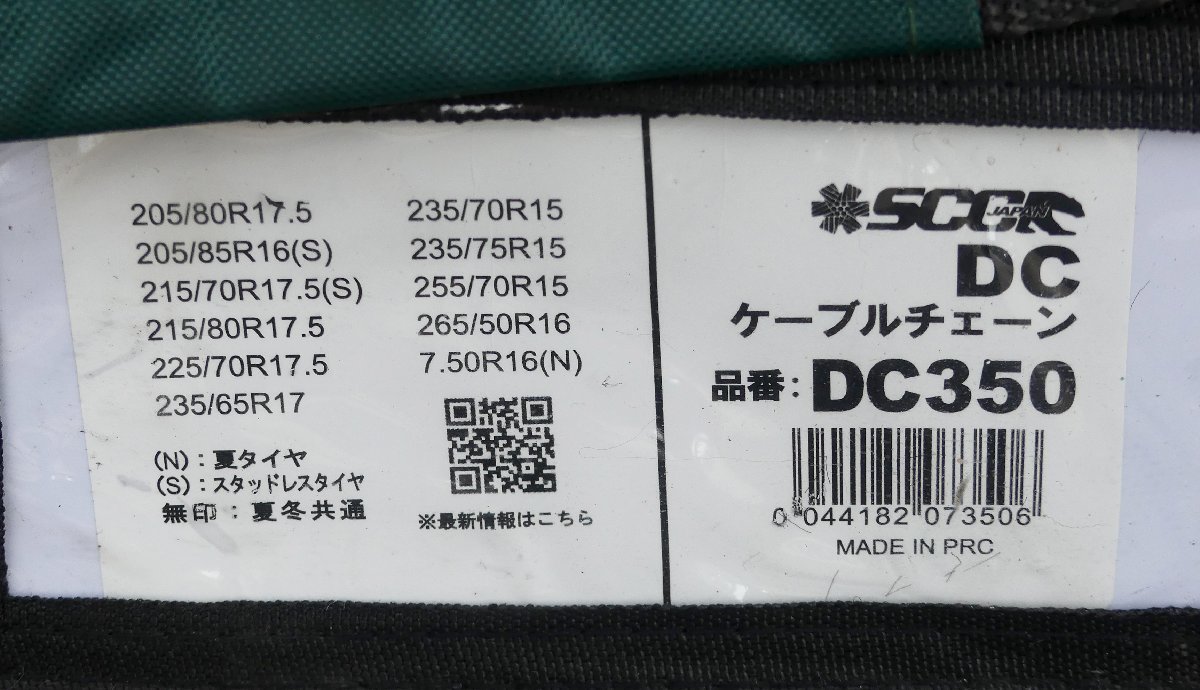 205/80R17.5
205/85R16(S)
215/70R17.5(S)
215/80R17.5
225/70R17.5
235/65R17
235/70R15
235/75R15
255/70R15
265/50R16
7.50R16(N)
(N)：夏タイヤ
(S)：スタッドレスタイヤ
無印：夏冬共通
※最新情報はこちら
SCCR
JAPAN
DC
ケーブルチェーン
品番：DC350
0 044182 073506
MADE IN PRC